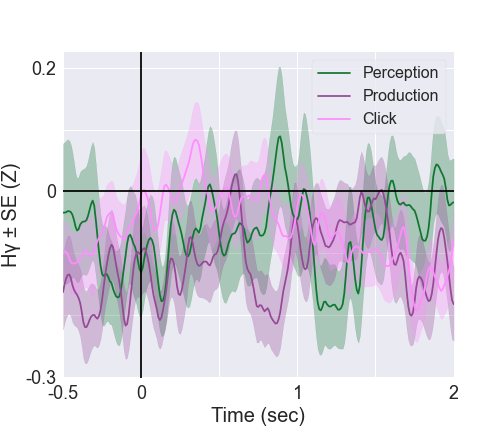 Perception
Production
Click
0.2
0
-0.3
Hγ ± SE (Z)
-0.5
0
1
2
Time (sec)